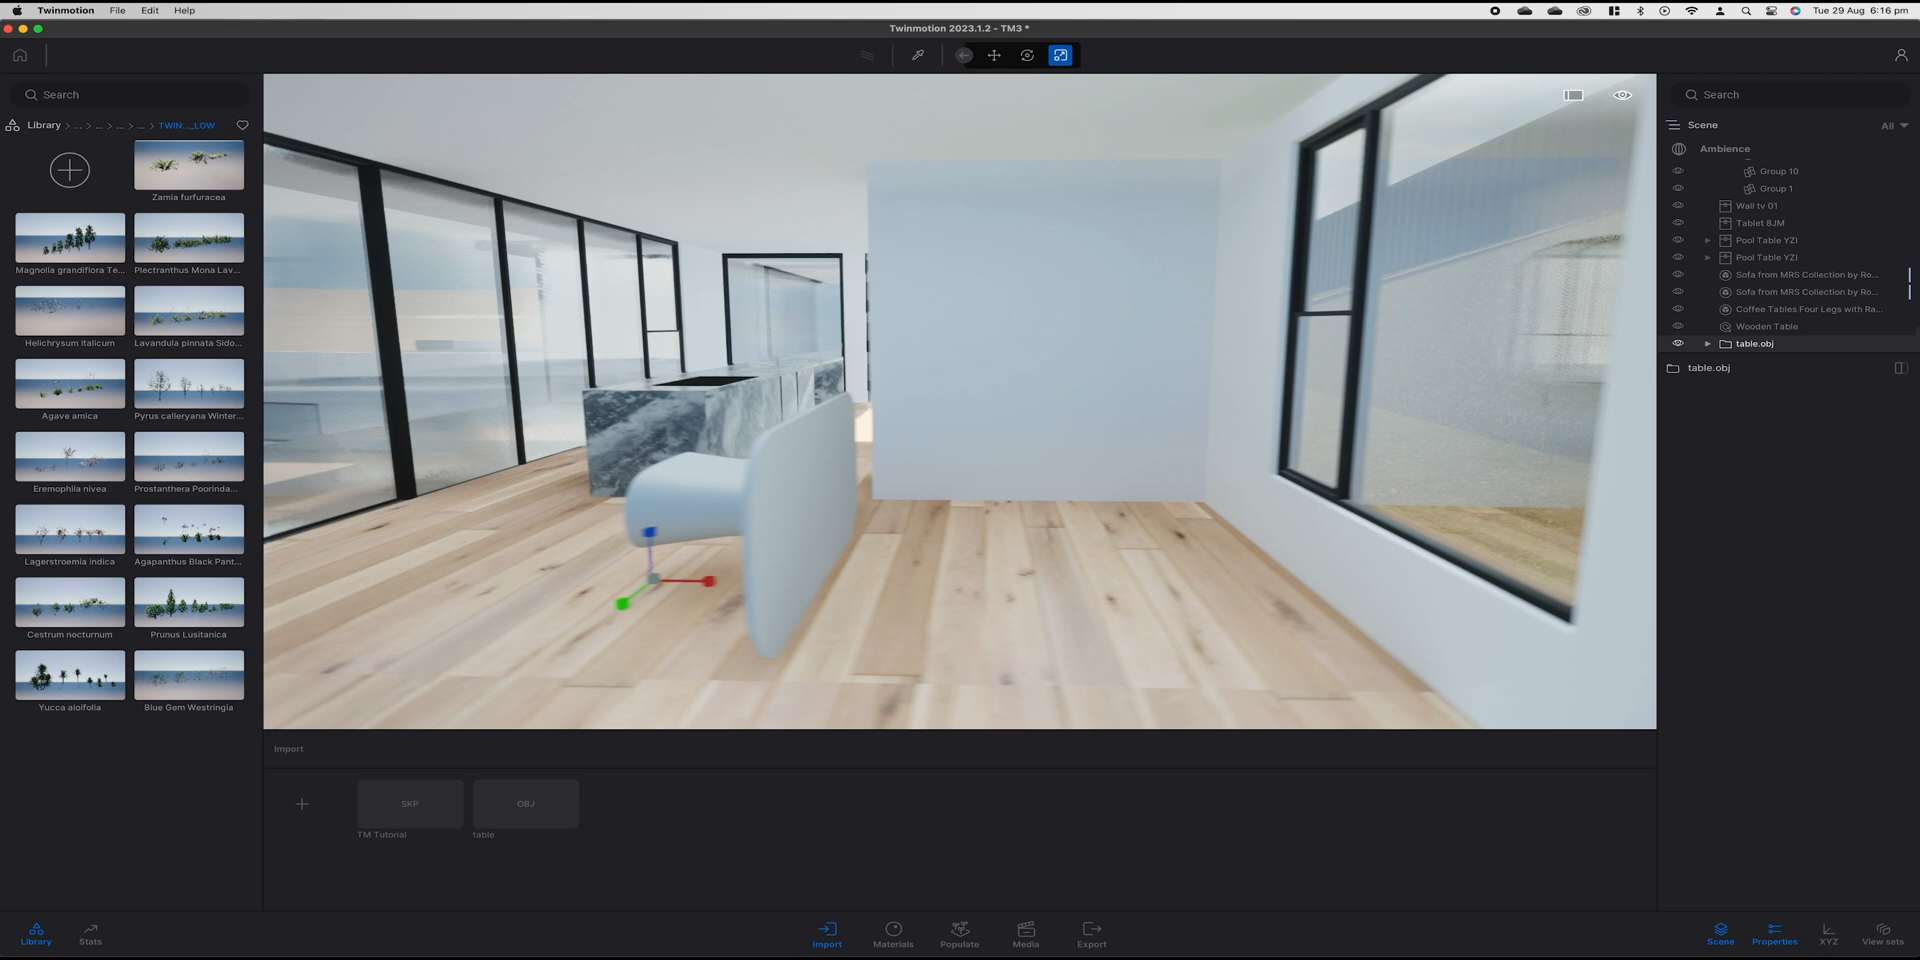 Twinmotion File Edit Help Tue 29 Aug 6:16 pm
Twinmotion 2023.1.2 - TM3 *
Search
Library > ... > ... > ... > ... > TWIN..._LOW
Zamia furfuracea
Magnolia grandiflora Te... Plectranthus Mona Lav...
Helichrysum italicum Lavandula pinnata Sido...
Agave amica Pyrus calleryana Winter...
Eremophila nivea Prostanthera Poorinda...
Lagerstroemia indica Agapanthus Black Pant...
Cestrum nocturnum Prunus Lusitanica
Yucca aloifolia Blue Gem Westringia
Import
SKP OBJ
TM Tutorial table
Search
Scene All
Ambience
Group 10
Group 1
Wall tv 01
Tablet 8JM
Pool Table YZI
Pool Table YZI
Sofa from MRS Collection by Ro...
Sofa from MRS Collection by Ro...
Coffee Tables Four Legs with Ra...
Wooden Table
table.obj
table.obj
Library Stats Import Materials Populate Media Export Scene Properties XYZ View sets